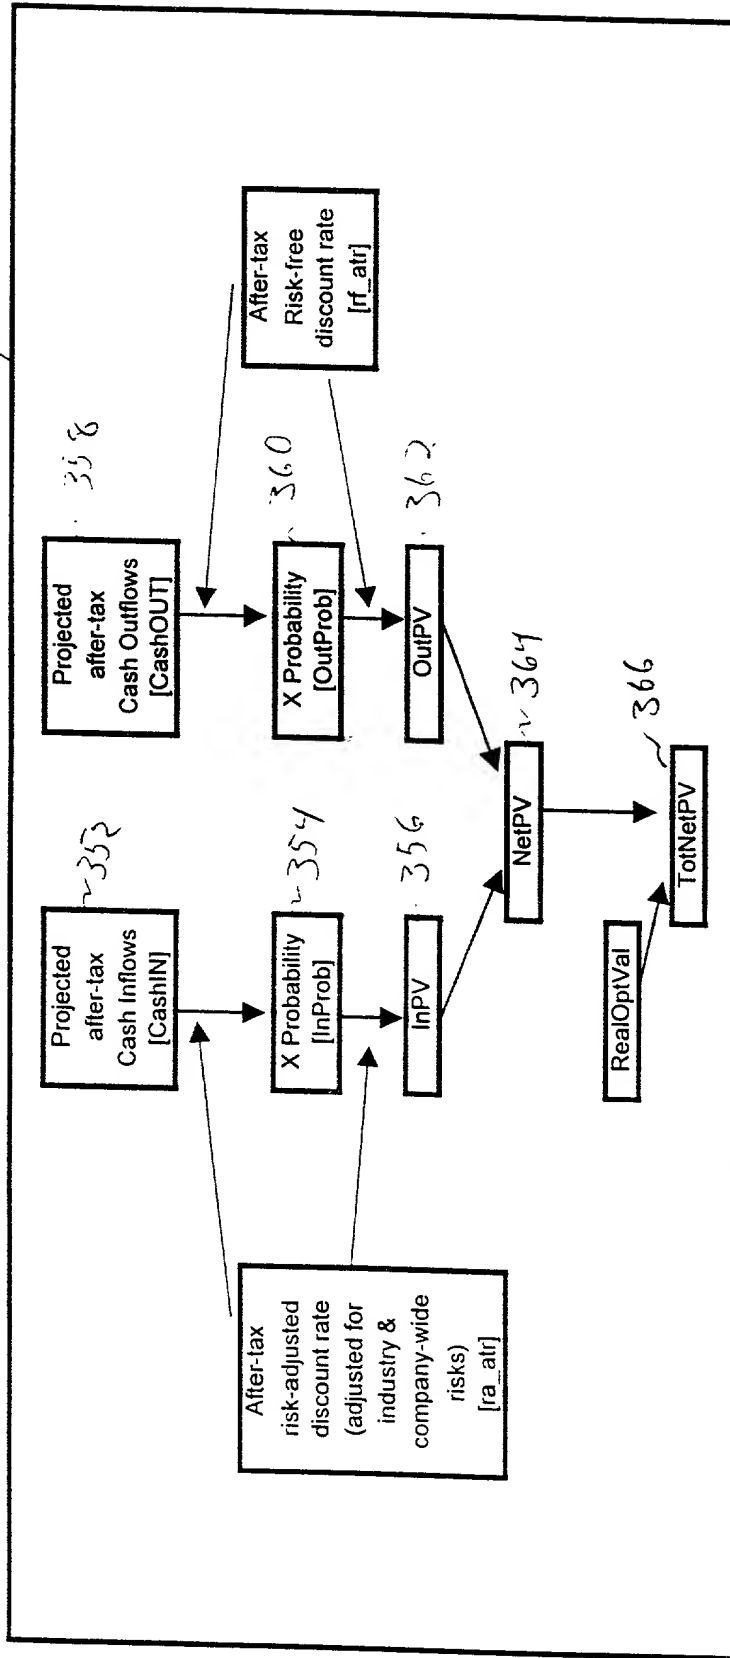 Projected
after-tax
Cash Inflows
[CashIN]
~352
Projected
after-tax
Cash Outflows
[CashOUT]
358
After-tax
risk-adjusted
discount rate
(adjusted for
industry &
company-wide
risks)
[ra_atr]
X Probability
[InProb]
~354
X Probability
[OutProb]
~360
After-tax
Risk-free
discount rate
[rf_atr]
InPV
356
OutPV
362
NetPV
~364
RealOptVal
TotNetPV
~366